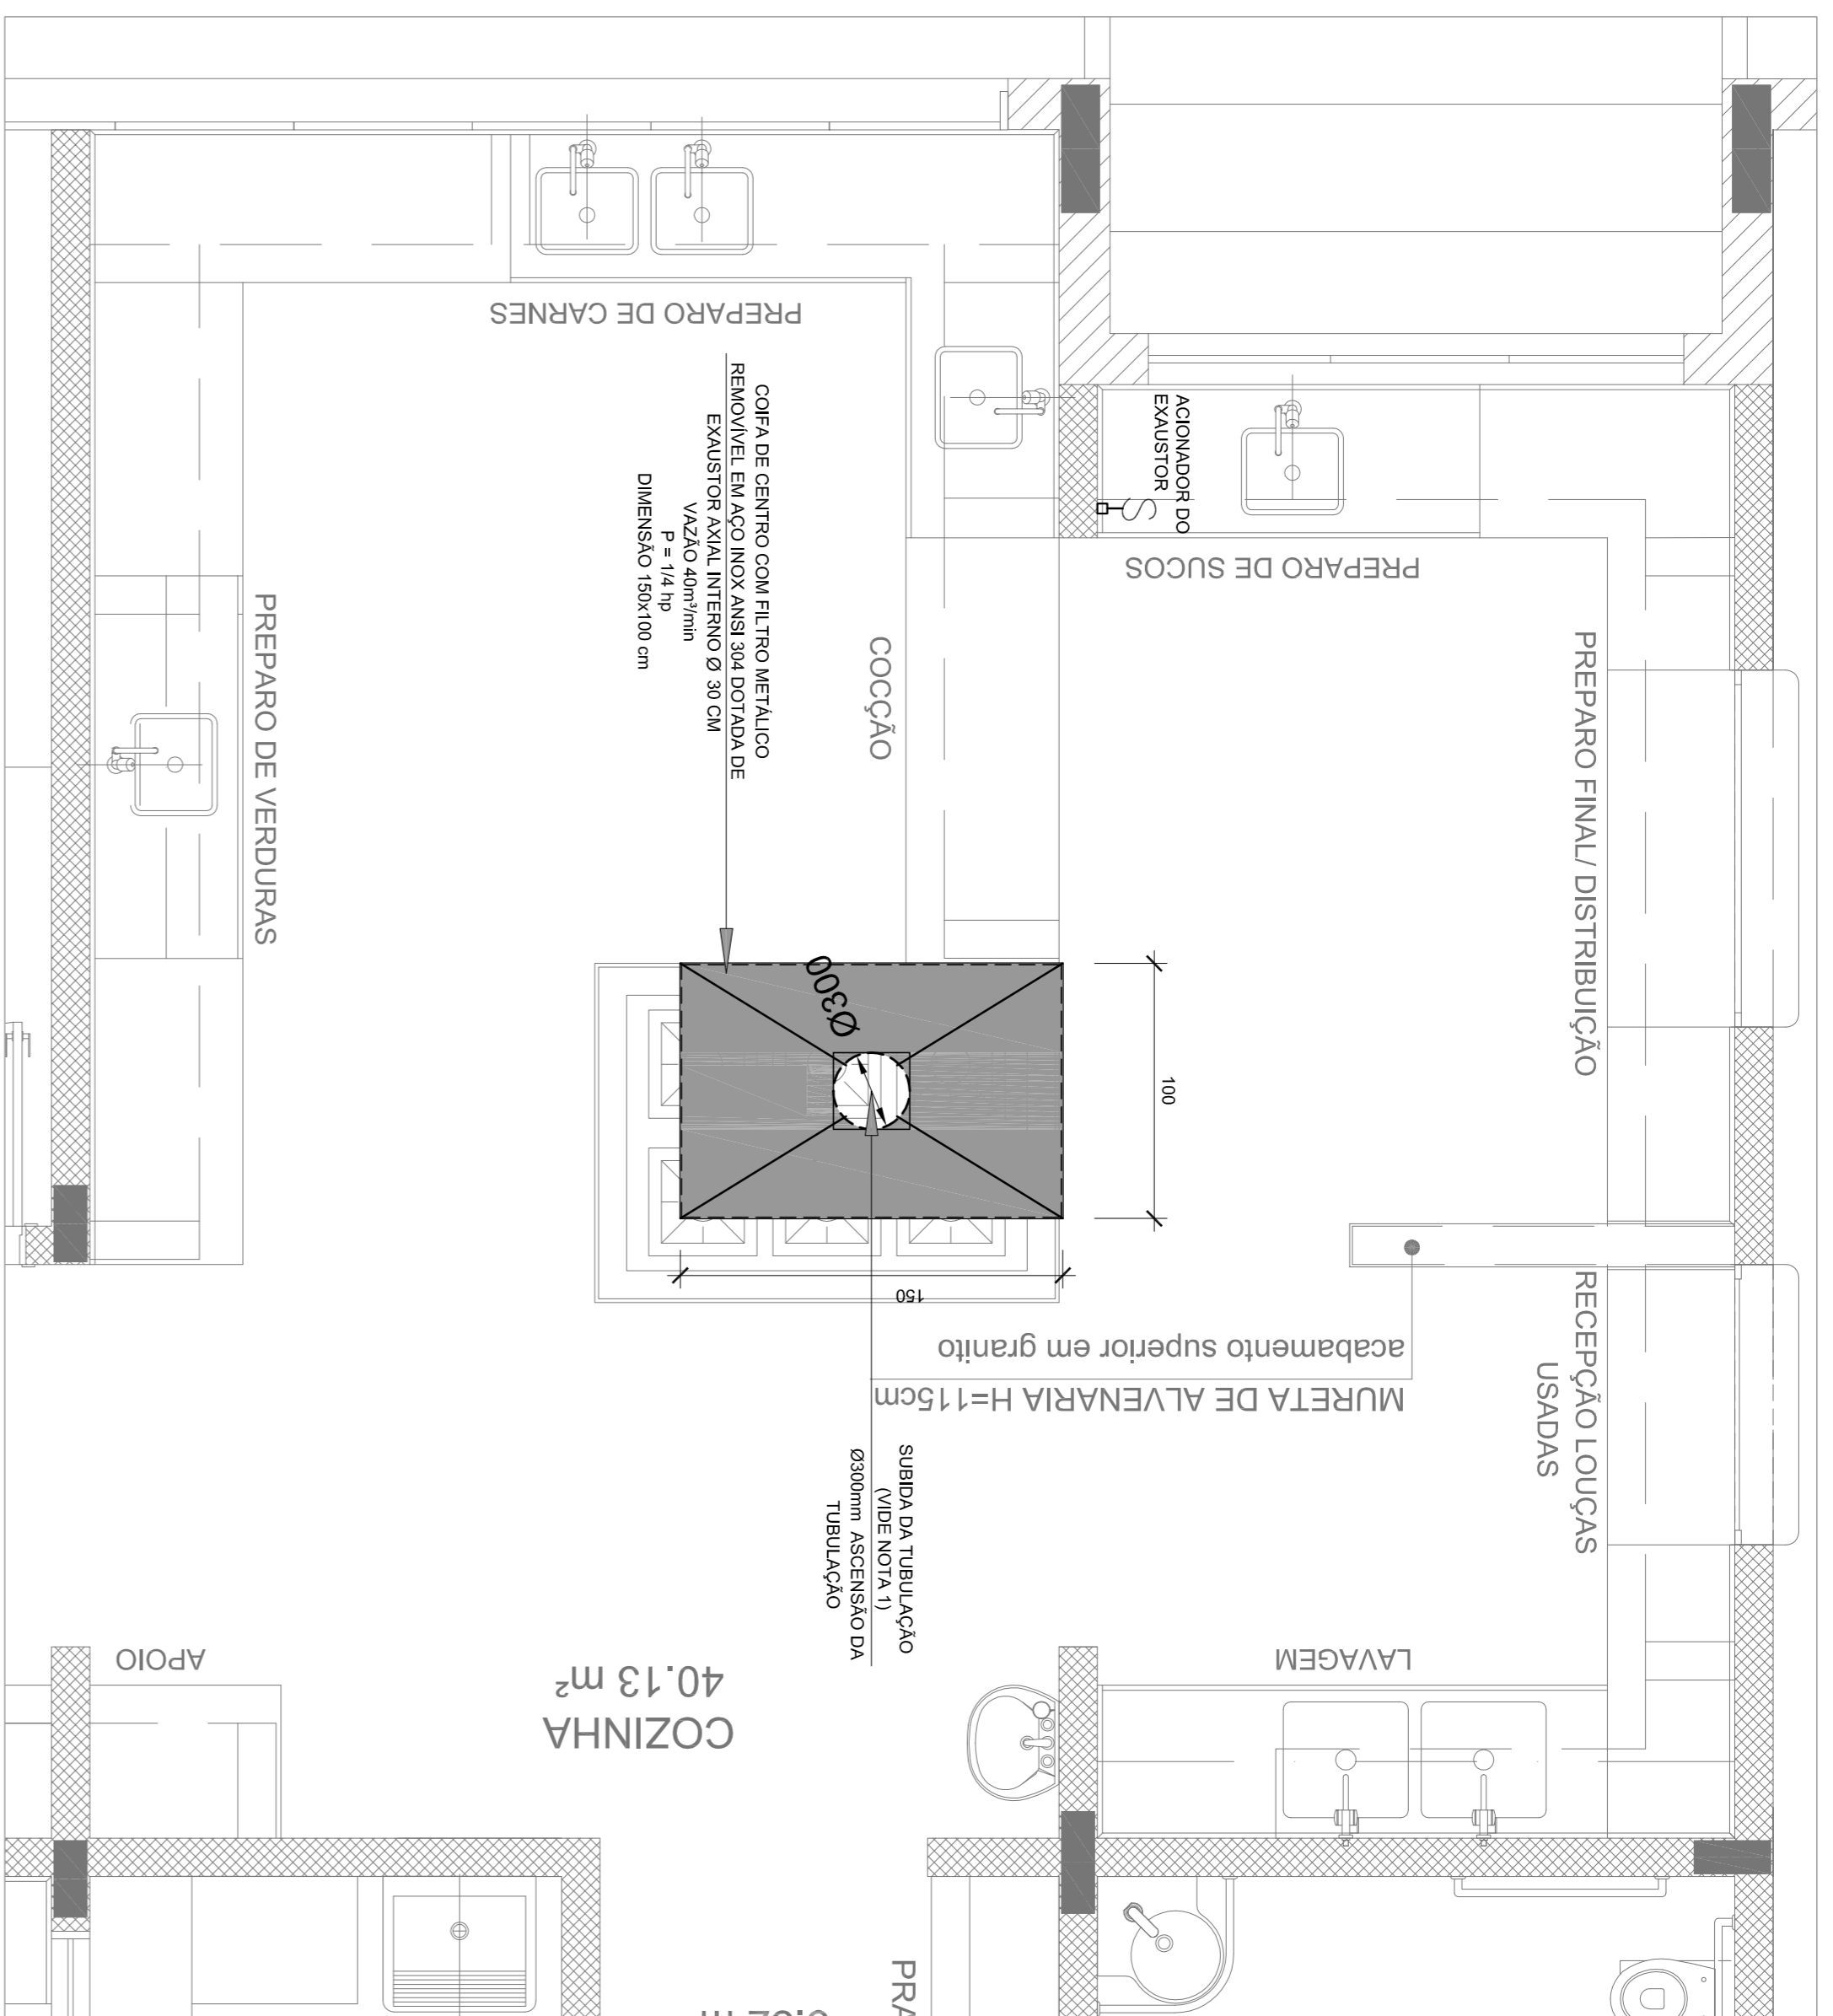 PREPARO DE CARNES
COIFA DE CENTRO COM FILTRO METÁLICO
REMOVÍVEL EM AÇO INOX ANSI 304 DOTADA DE
EXAUSTOR AXIAL INTERNO Ø 30 CM
VAZÃO 40m³/min
P = 1/4 hp
DIMENSÃO 150x100 cm
ACIONADOR DO
EXAUSTOR
S
PREPARO DE SUCOS
PREPARO DE VERDURAS
COCÇÃO
PREPARO FINAL/ DISTRIBUIÇÃO
Ø300
100
150
MURETA DE ALVENARIA H=115cm
acabamento superior em granito
RECEPÇÃO LOUÇAS
USADAS
SUBIDA DA TUBULAÇÃO
(VIDE NOTA 1)
Ø300mm ASCENSÃO DA
TUBULAÇÃO
APOIO
COZINHA
40.13 m²
LAVAGEM
PRA